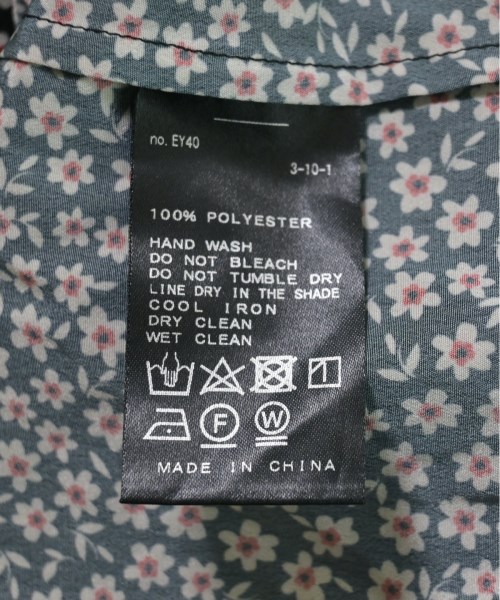 no. EY40
3-10-1
100% POLYESTER
HAND WASH
DO NOT BLEACH
DO NOT TUMBLE DRY
LINE DRY IN THE SHADE
COOL IRON
DRY CLEAN
WET CLEAN
F W
MADE IN CHINA